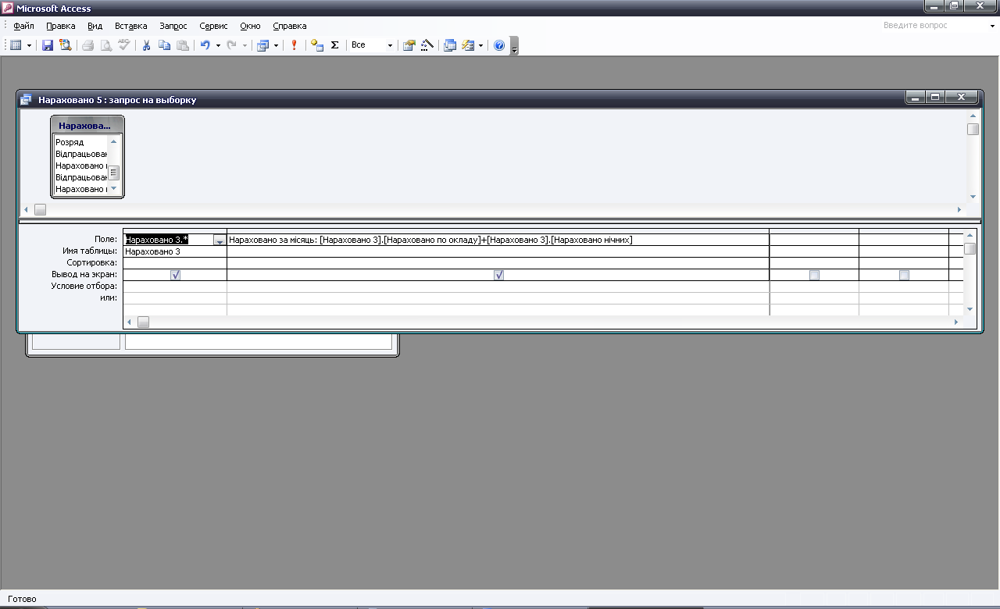 Microsoft Access
Файл Правка Вид Вставка Запрос Сервис Окно Справка
Введите вопрос
Все
Нараховано 5 : запрос на выборку
Нарахова...
Розряд
Відпрацьован
Нараховано
Відпрацьован
Нараховано
Поле: Нараховано 3.* Нараховано за місяць: [Нараховано 3].[Нараховано по окладу]+[Нараховано 3].[Нараховано нічних]
Имя таблицы: Нараховано 3
Сортировка:
Вывод на экран:
Условие отбора:
или:
Готово